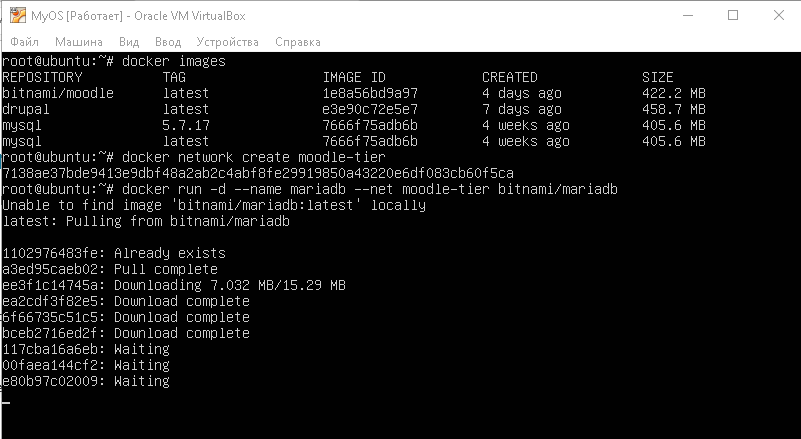 MyOS [Работает] - Oracle VM VirtualBox
Файл Машина Вид Ввод Устройства Справка
root@ubuntu:~# docker images
REPOSITORY TAG IMAGE ID CREATED SIZE
bitnami/moodle latest 1e8a56bd9a97 4 days ago 422.2 MB
drupal latest e3e90c72e5e7 7 days ago 458.7 MB
mysql 5.7.17 7666f75adb6b 4 weeks ago 405.6 MB
mysql latest 7666f75adb6b 4 weeks ago 405.6 MB
root@ubuntu:~# docker network create moodle-tier
7138ae37bde9413e9dbf48a2ab2c4abf8fe29919850a43220e6df083cb60f5ca
root@ubuntu:~# docker run -d --name mariadb --net moodle-tier bitnami/mariadb
Unable to find image 'bitnami/mariadb:latest' locally
latest: Pulling from bitnami/mariadb
1102976483fe: Already exists
a3ed95caeb02: Pull complete
ee3f1c14745a: Downloading 7.032 MB/15.29 MB
ea2cdf3f82e5: Download complete
6f66735c51c5: Download complete
bceb2716ed2f: Download complete
117cba16a6eb: Waiting
00faea144cf2: Waiting
e80b97c02009: Waiting